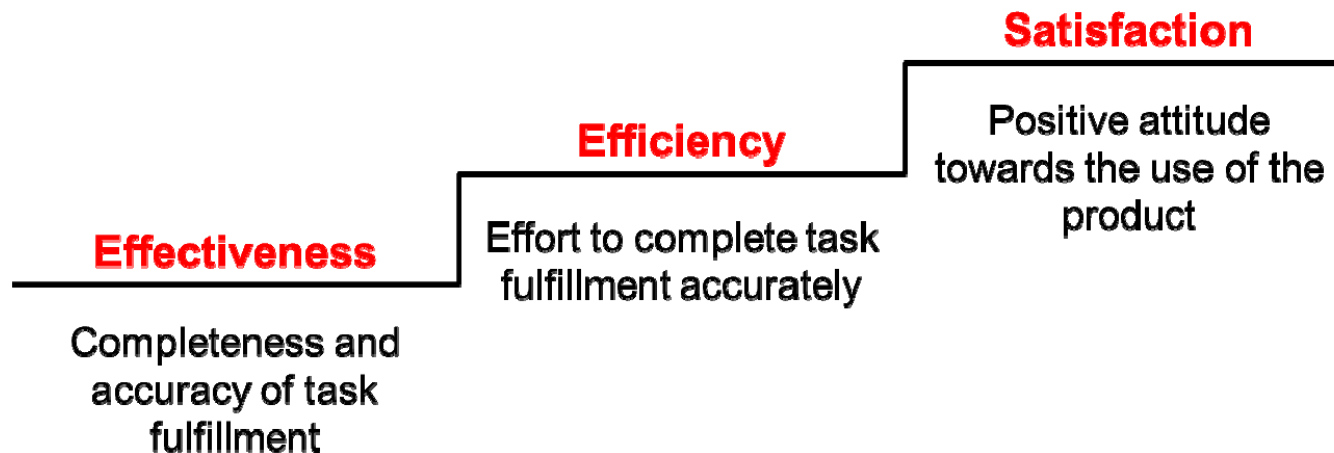 Effectiveness
Completeness and
accuracy of task
fulfillment
Efficiency
Effort to complete task
fulfillment accurately
Satisfaction
Positive attitude
towards the use of the
product